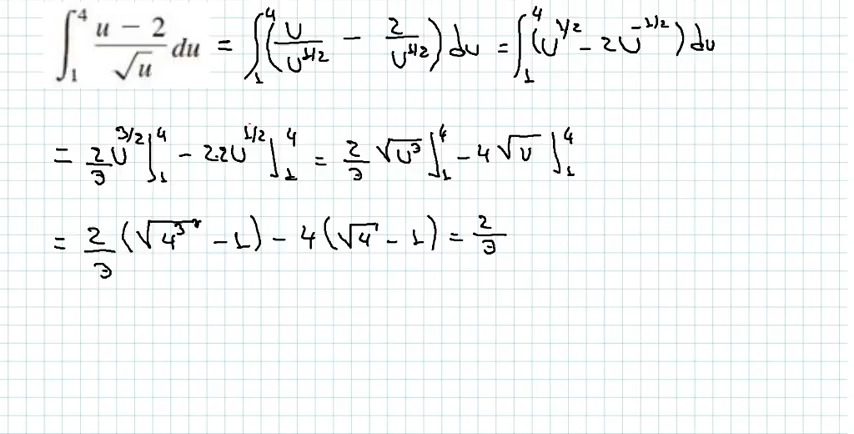 ∫₁⁴ (u − 2)/√u du = ∫₁⁴ (u/u^(1/2) − 2/u^(1/2)) du = ∫₁⁴ (u^(1/2) − 2u^(−1/2)) du
= 2/3 u^(3/2) ]₁⁴ − 2·2u^(1/2) ]₁⁴ = 2/3 √u³ ]₁⁴ − 4√u ]₁⁴
= 2/3 (√4³ − 1) − 4(√4 − 1) = 2/3